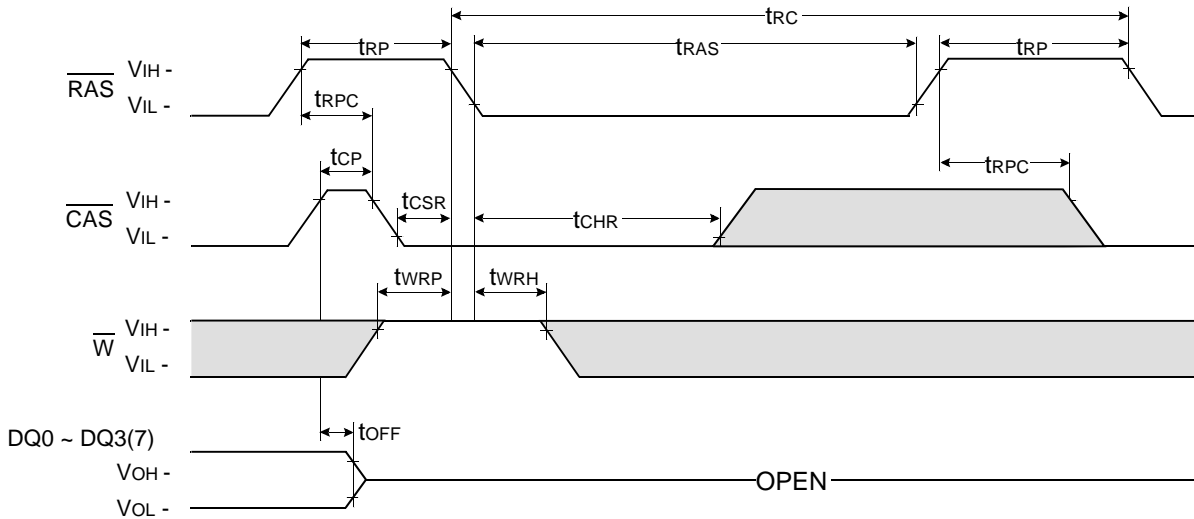 tRC
tRP
tRAS
tRP
RAS
VIH -
VIL -
tRPC
tCP
tRPC
CAS
VIH -
VIL -
tCSR
tCHR
tWRP
tWRH
W
VIH -
VIL -
tOFF
DQ0 ~ DQ3(7)
VOH -
VOL -
OPEN